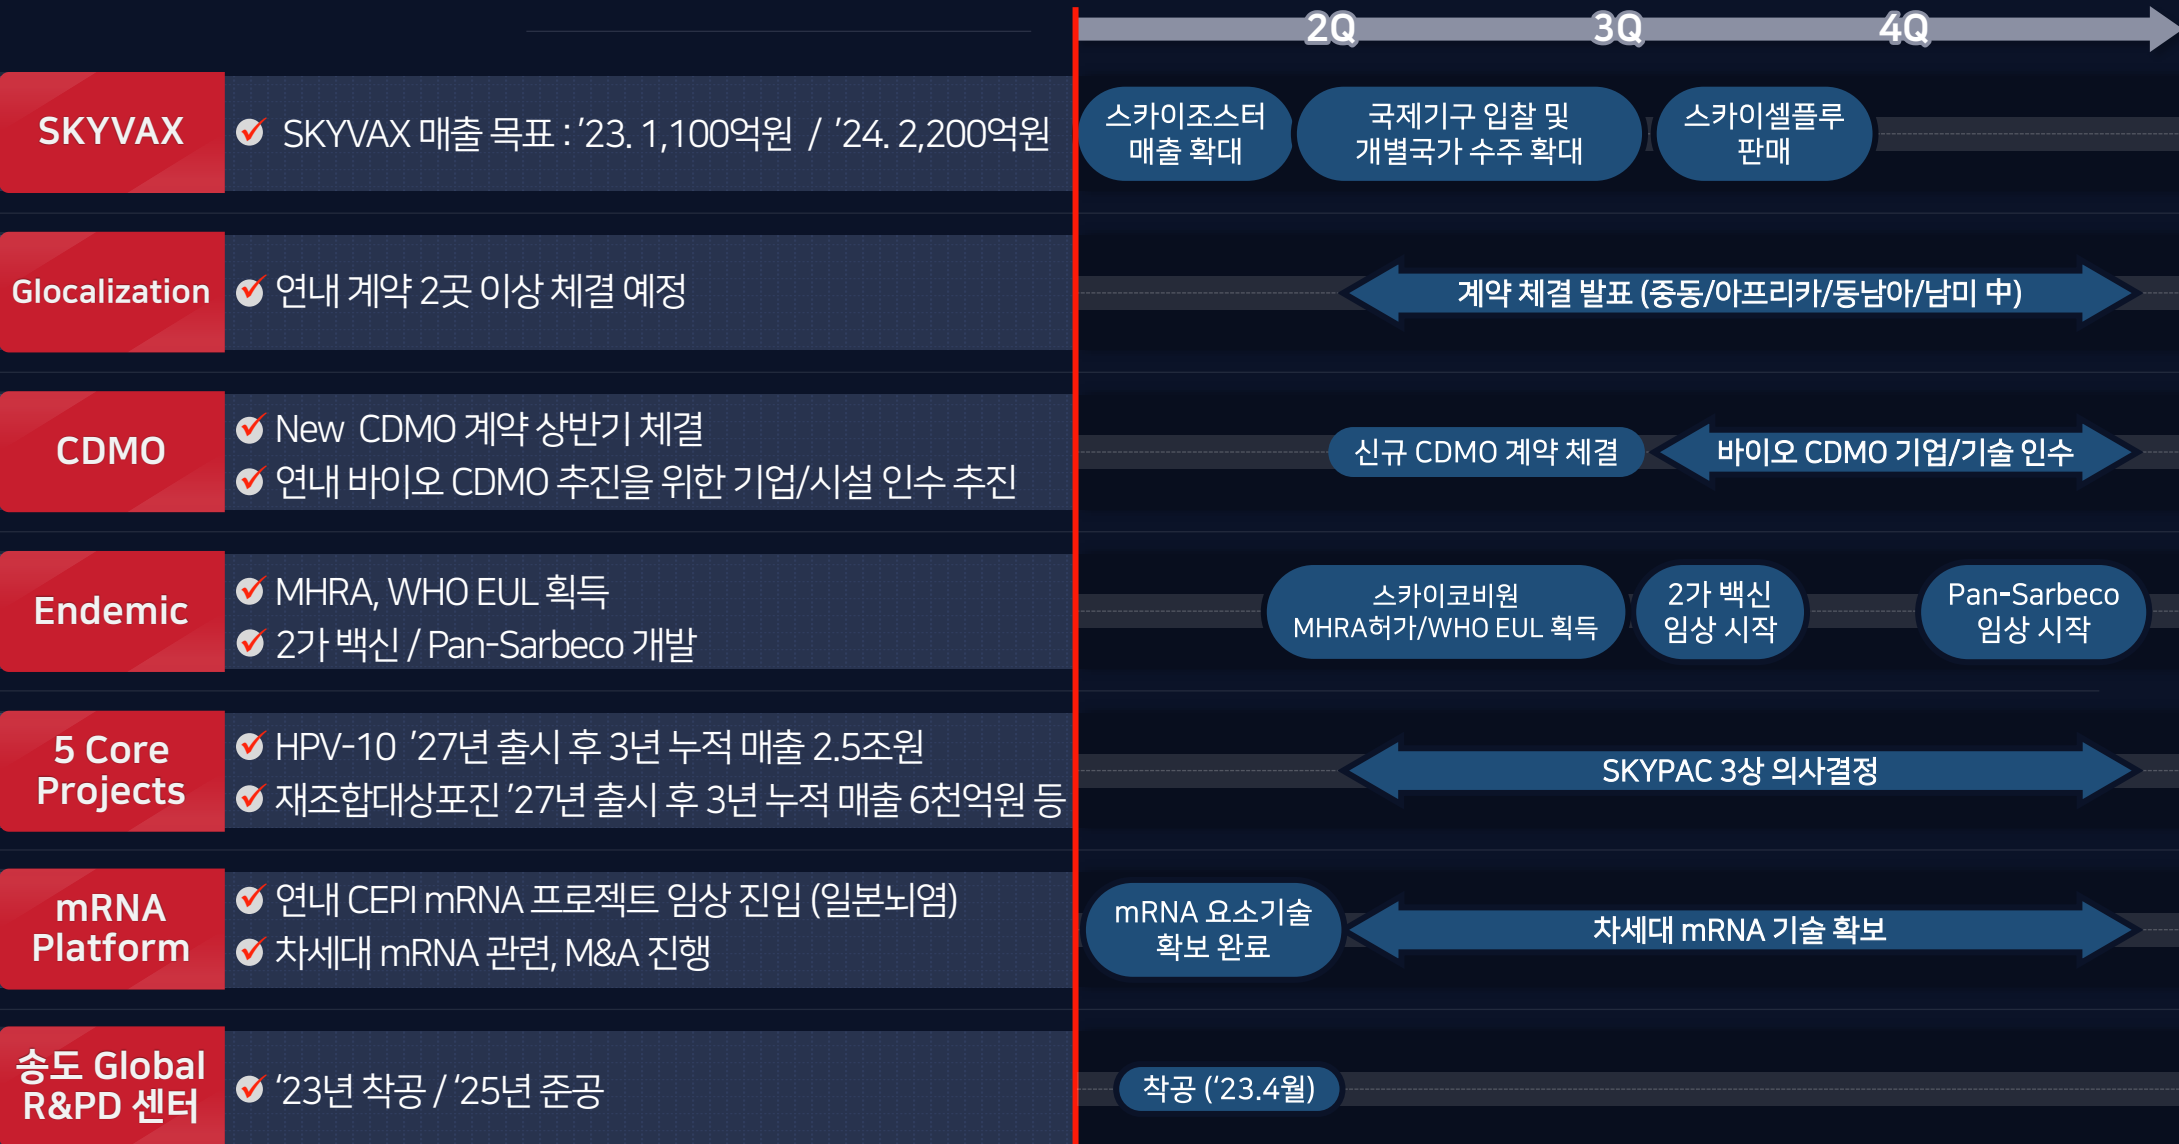 2Q 3Q 4Q
SKYVAX
SKYVAX 매출 목표 : ’23. 1,100억원 / ’24. 2,200억원
스카이조스터
매출 확대
국제기구 입찰 및
개별국가 수주 확대
스카이셀플루
판매
Glocalization
연내 계약 2곳 이상 체결 예정
계약 체결 발표 (중동/아프리카/동남아/남미 中)
CDMO
New CDMO 계약 상반기 체결
연내 바이오 CDMO 추진을 위한 기업/시설 인수 추진
신규 CDMO 계약 체결
바이오 CDMO 기업/기술 인수
Endemic
MHRA, WHO EUL 획득
2가 백신 / Pan-Sarbeco 개발
스카이코비원
MHRA허가/WHO EUL 획득
2가 백신
임상 시작
Pan-Sarbeco
임상 시작
5 Core
Projects
HPV-10 ’27년 출시 후 3년 누적 매출 2.5조원
재조합대상포진 ’27년 출시 후 3년 누적 매출 6천억원 등
SKYPAC 3상 의사결정
mRNA
Platform
연내 CEPI mRNA 프로젝트 임상 진입 (일본뇌염)
차세대 mRNA 관련, M&A 진행
mRNA 요소기술
확보 완료
차세대 mRNA 기술 확보
송도 Global
R&PD 센터
‘23년 착공 / ‘25년 준공
착공 (‘23.4월)